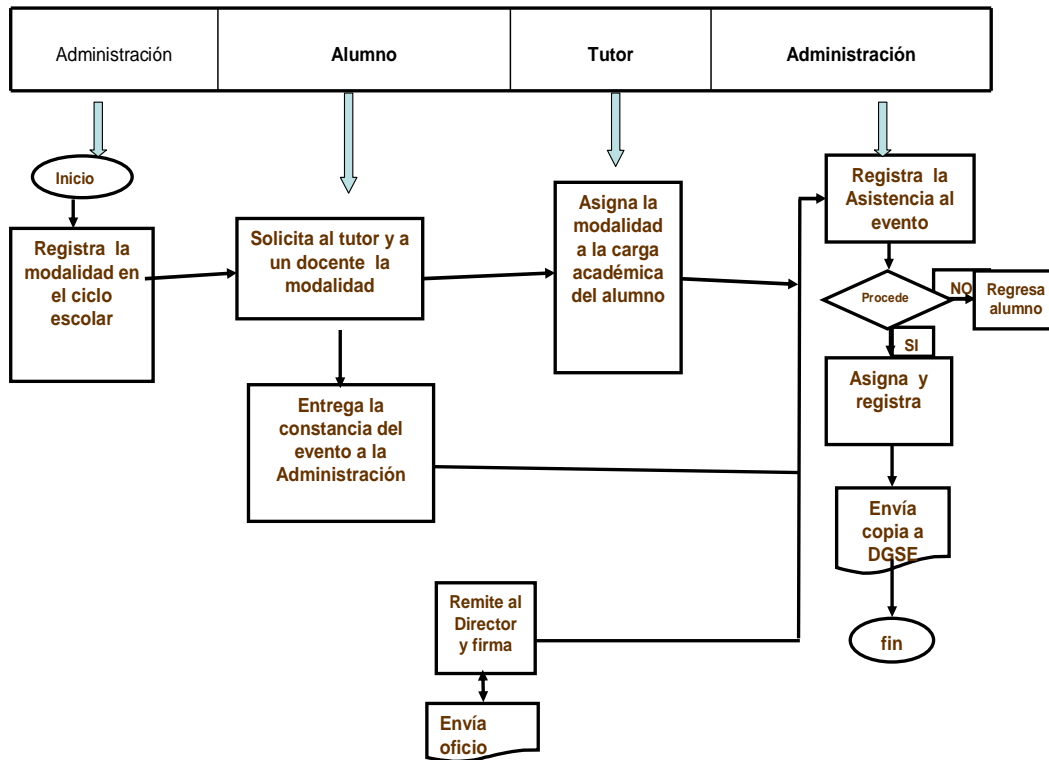 Administración
Alumno
Tutor
Administración
Inicio
Registra la
modalidad en
el ciclo
escolar
Solicita al tutor y a
un docente la
modalidad
Entrega la
constancia del
evento a la
Administración
Asigna la
modalidad
a la carga
académica
del alumno
Registra la
Asistencia al
evento
Procede
NO
Regresa
alumno
SI
Asigna y
registra
Envía
copia a
DGSE
fin
Remite al
Director
y firma
Envía
oficio